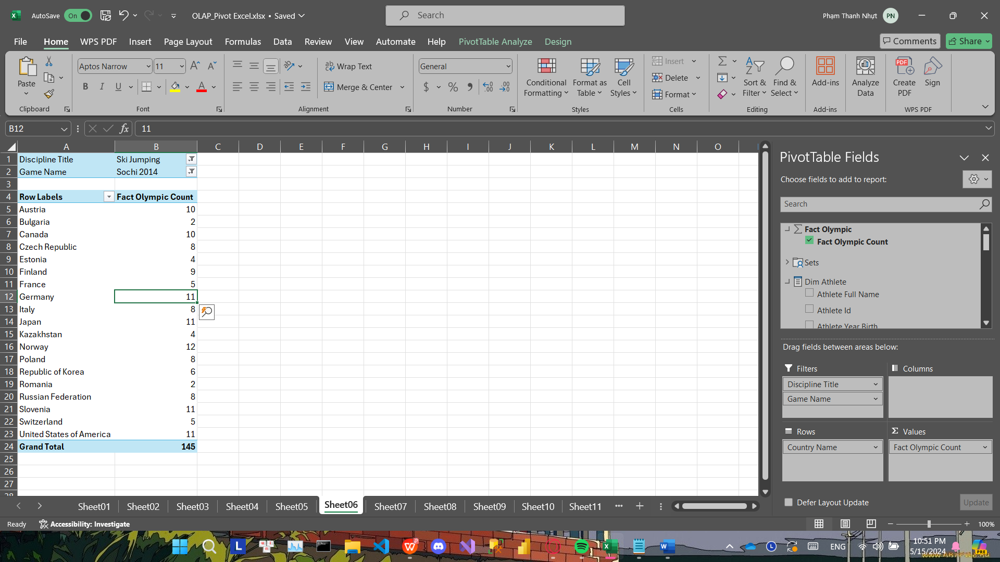 AutoSave On OLAP_Pivot Excel.xlsx • Saved Search Phạm Thanh Nhựt PN
File Home WPS PDF Insert Page Layout Formulas Data Review View Automate Help PivotTable Analyze Design Comments Share
Paste
Clipboard
Aptos Narrow 11
B I U A
Font
Wrap Text
Merge & Center
Alignment
General
$ %
Number
Conditional Formatting
Format as Table
Cell Styles
Styles
Insert
Delete
Format
Cells
Sort & Filter
Find & Select
Editing
Add-ins
Add-ins
Analyze Data
Create PDF
Sign
WPS PDF
B12 fx 11
A B C D E F G H I J K L M N O
1 Discipline Title Ski Jumping
2 Game Name Sochi 2014
3
4 Row Labels Fact Olympic Count
5 Austria 10
6 Bulgaria 2
7 Canada 10
8 Czech Republic 8
9 Estonia 4
10 Finland 9
11 France 5
12 Germany 11
13 Italy 8
14 Japan 11
15 Kazakhstan 4
16 Norway 12
17 Poland 8
18 Republic of Korea 6
19 Romania 2
20 Russian Federation 8
21 Slovenia 11
22 Switzerland 5
23 United States of America 11
24 Grand Total 145
25
26
27
28
PivotTable Fields
Choose fields to add to report:
Search
Fact Olympic
Fact Olympic Count
Sets
Dim Athlete
Athlete Full Name
Athlete Id
Athlete Year Birth
Drag fields between areas below:
Filters
Discipline Title
Game Name
Columns
Rows
Country Name
Values
Fact Olympic Count
Defer Layout Update Update
Sheet01 Sheet02 Sheet03 Sheet04 Sheet05 Sheet06 Sheet07 Sheet08 Sheet09 Sheet10 Sheet11 ...
Ready Accessibility: Investigate 100%
ENG
10:51 PM
5/15/2024
PRE